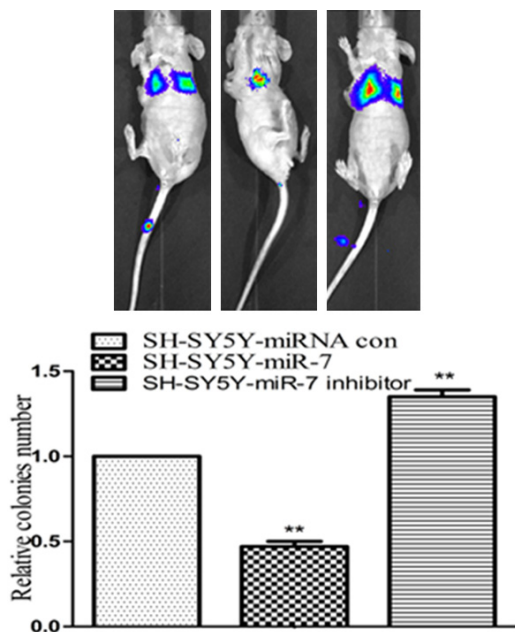 SH-SY5Y-miRNA con
SH-SY5Y-miR-7
SH-SY5Y-miR-7 inhibitor
Relative colonies number
1.5
1.0
0.5
0.0
**
**